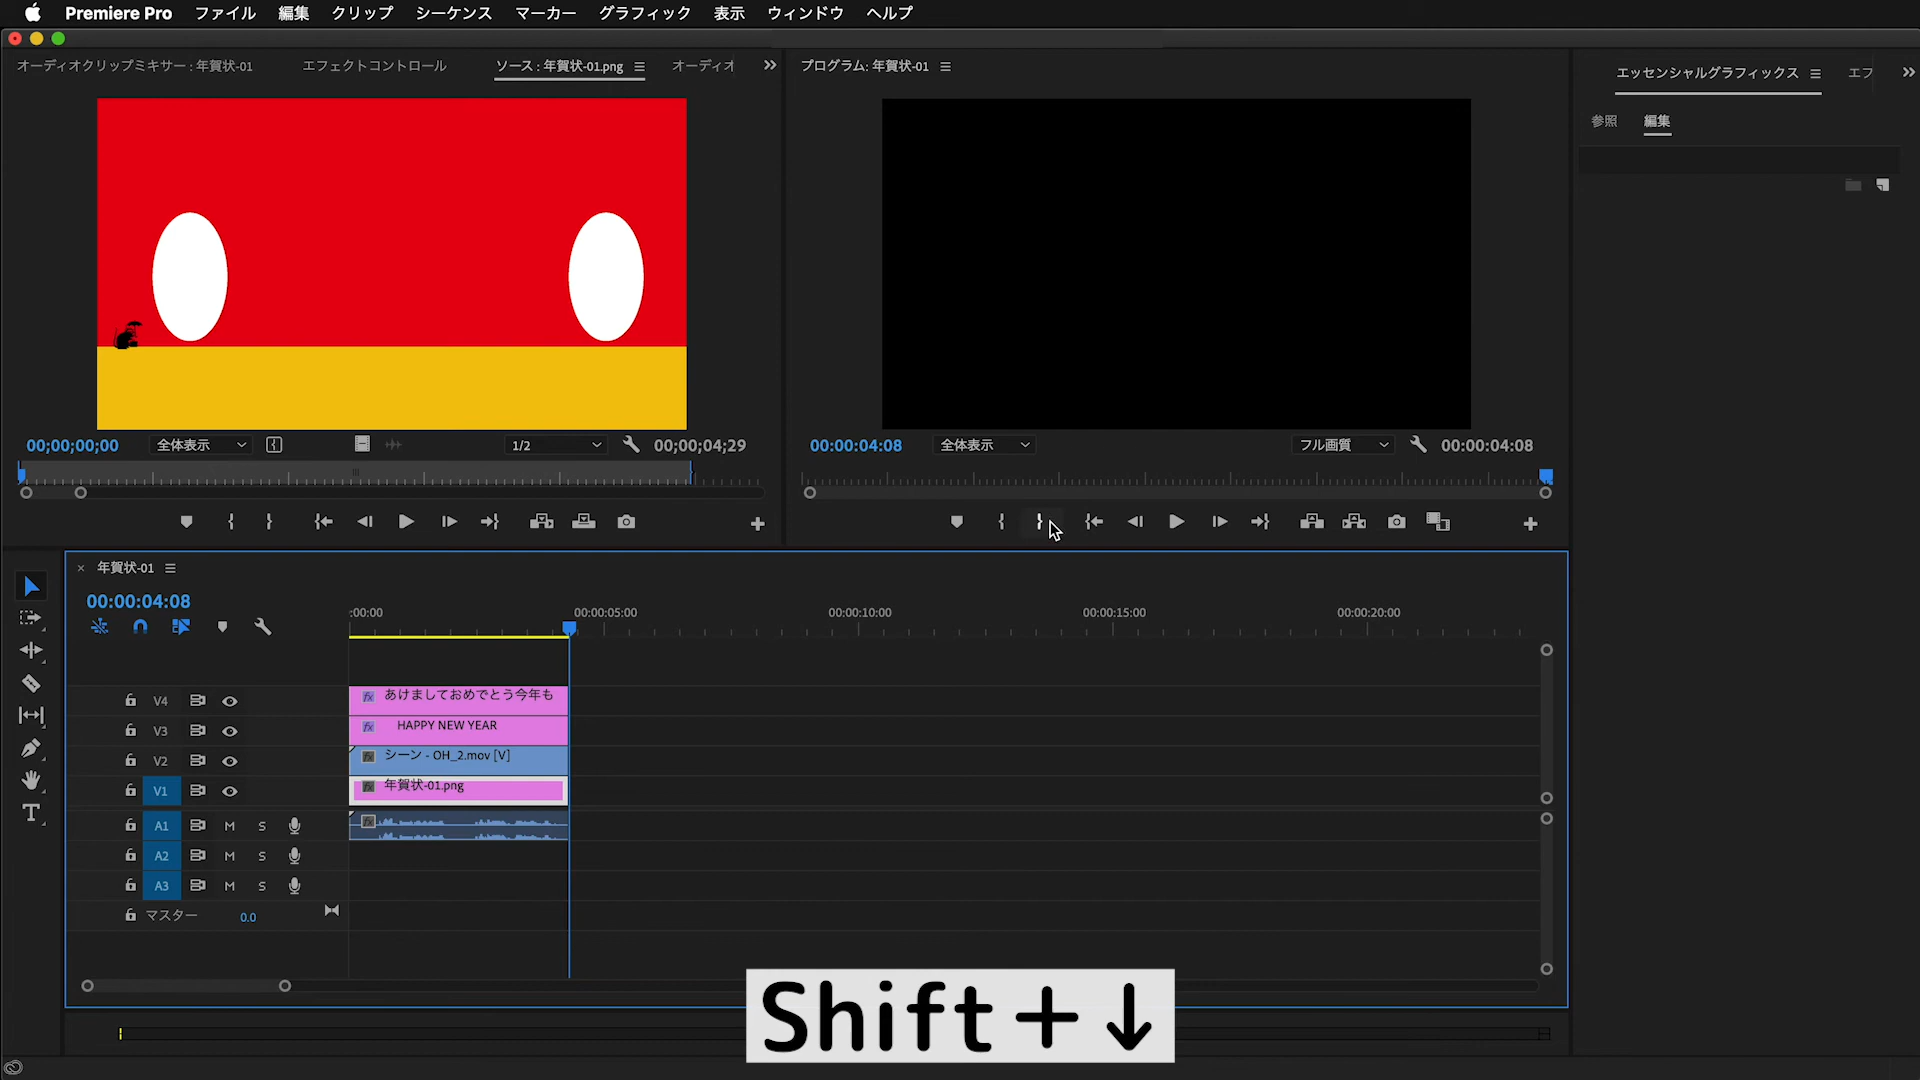 Premiere Pro ファイル 編集 クリップ シーケンス マーカー グラフィック 表示 ウィンドウ ヘルプ
オーディオクリップミキサー : 年賀状-01 エフェクトコントロール ソース : 年賀状-01.png オーディオ
プログラム: 年賀状-01
エッセンシャルグラフィックス エフ
参照 編集
00;00;00;00 全体表示 1/2 00;00;04;29
00:00:04:08 全体表示 フル画質 00:00:04:08
× 年賀状-01
00:00:04:08
:00:00 00:00:05:00 00:00:10:00 00:00:15:00 00:00:20:00
V4 fx あけましておめでとう今年も
V3 fx HAPPY NEW YEAR
V2 fx シーン - OH_2.mov [V]
V1 fx 年賀状-01.png
A1 M S fx
A2 M S
A3 M S
マスター 0.0
Shift+↓